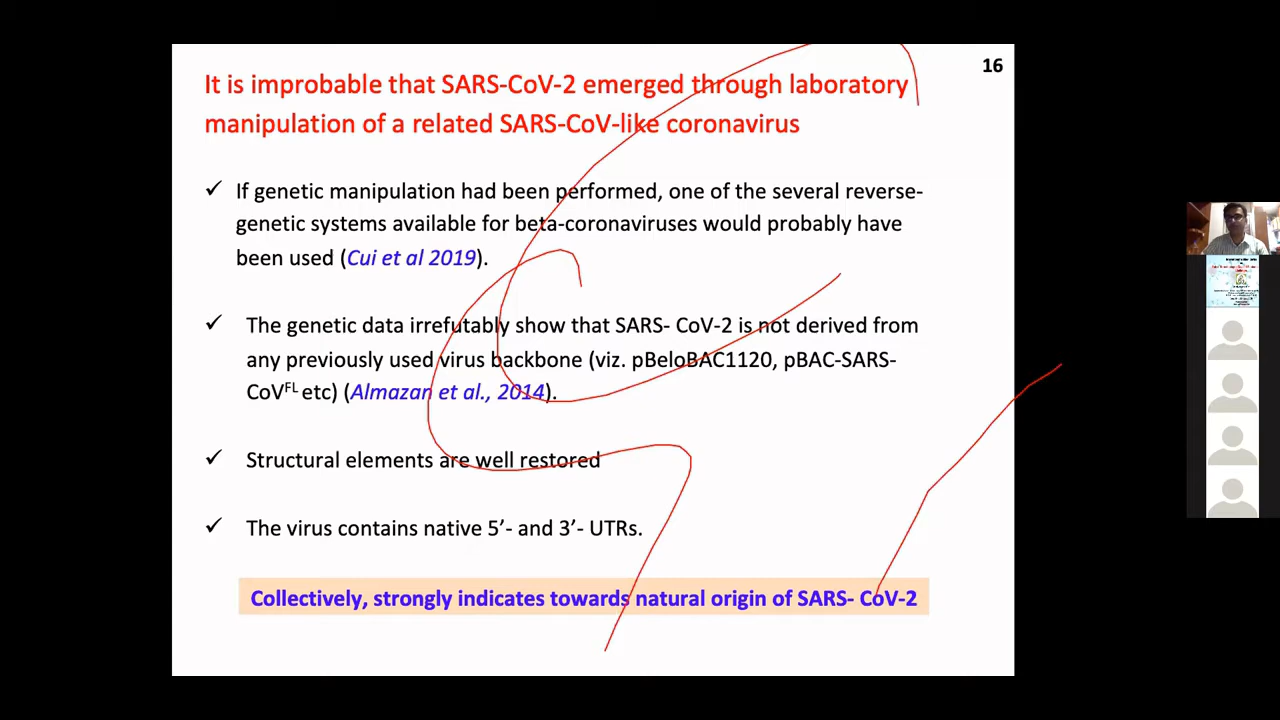 16
It is improbable that SARS-CoV-2 emerged through laboratory
manipulation of a related SARS-CoV-like coronavirus
✓ If genetic manipulation had been performed, one of the several reverse-
genetic systems available for beta-coronaviruses would probably have
been used (Cui et al 2019).
✓ The genetic data irrefutably show that SARS- CoV-2 is not derived from
any previously used virus backbone (viz. pBeloBAC1120, pBAC-SARS-
CoVFL etc) (Almazan et al., 2014).
✓ Structural elements are well restored
✓ The virus contains native 5’- and 3’- UTRs.
Collectively, strongly indicates towards natural origin of SARS- CoV-2